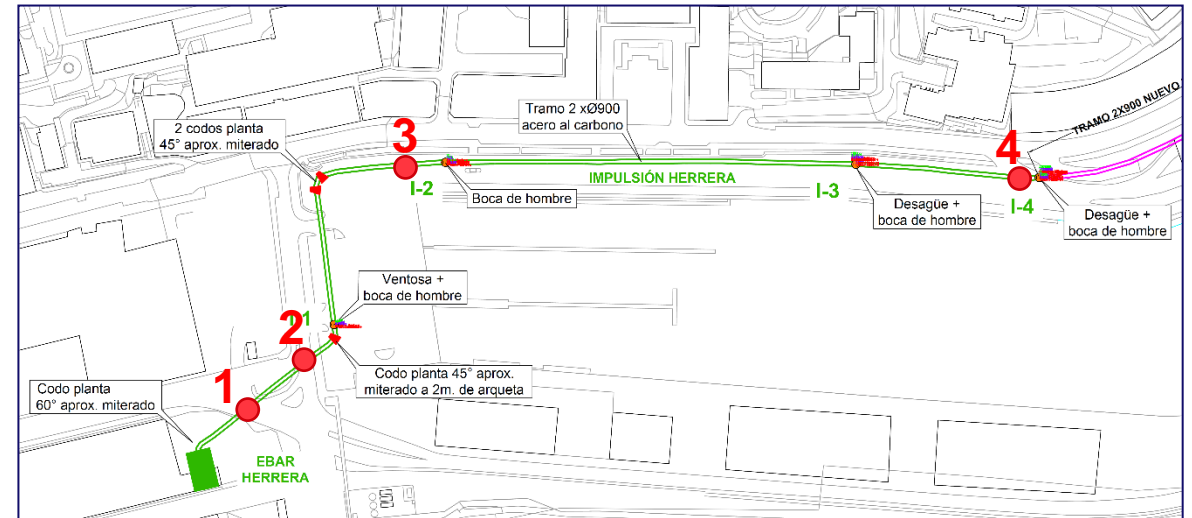 TRAMO 2X900 NUEVO
Tramo 2 xØ900
acero al carbono
2 codos planta
45° aprox. miterado
3
4
I-2
IMPULSIÓN HERRERA
I-3
I-4
Boca de hombre
Desagüe +
boca de hombre
Desagüe +
boca de hombre
Ventosa +
boca de hombre
2
1
Codo planta 45° aprox.
miterado a 2m. de arqueta
Codo planta
60° aprox. miterado
EBAR
HERRERA